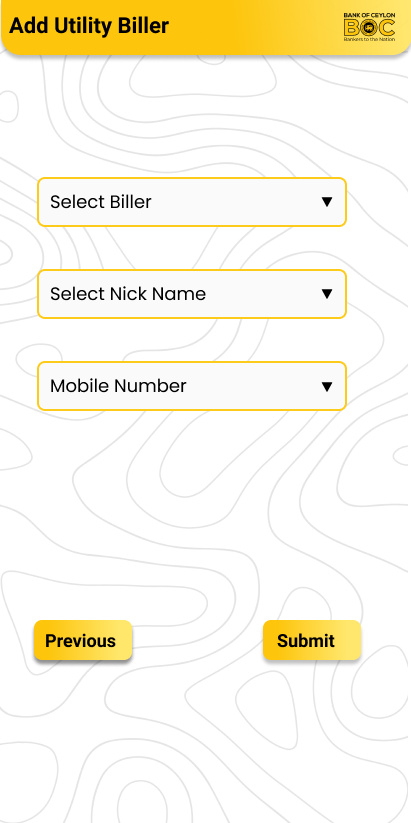 Add Utility Biller
BANK OF CEYLON
BOC
Bankers to the Nation
Select Biller
Select Nick Name
Mobile Number
Previous
Submit